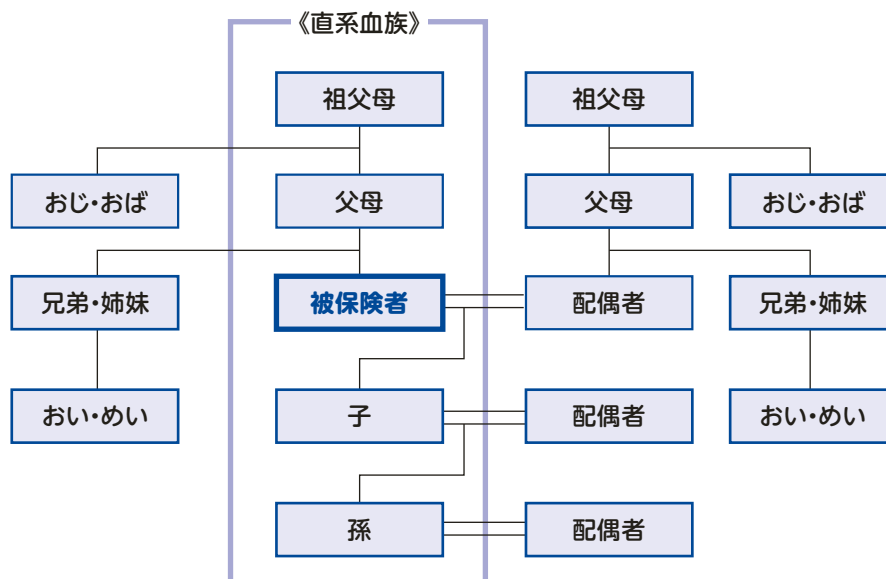 《直系血族》
祖父母
祖父母
おじ・おば
父母
父母
おじ・おば
兄弟・姉妹
被保険者
配偶者
兄弟・姉妹
おい・めい
子
配偶者
おい・めい
孫
配偶者